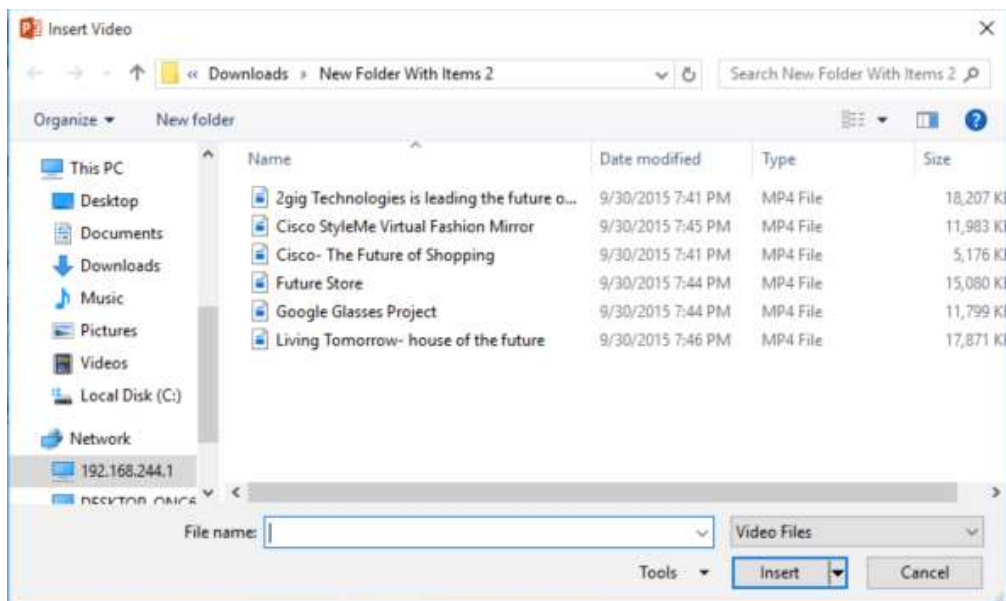 Insert Video
« Downloads › New Folder With Items 2
Search New Folder With Items 2
Organize
New folder
Name Date modified Type Size
This PC
Desktop
Documents
Downloads
Music
Pictures
Videos
Local Disk (C:)
Network
192.168.244.1
2gig Technologies is leading the future o... 9/30/2015 7:41 PM MP4 File 18,207 K
Cisco StyleMe Virtual Fashion Mirror 9/30/2015 7:45 PM MP4 File 11,983 K
Cisco- The Future of Shopping 9/30/2015 7:41 PM MP4 File 5,176 K
Future Store 9/30/2015 7:44 PM MP4 File 15,080 K
Google Glasses Project 9/30/2015 7:44 PM MP4 File 11,799 K
Living Tomorrow- house of the future 9/30/2015 7:46 PM MP4 File 17,871 K
File name:
Video Files
Tools
Insert
Cancel